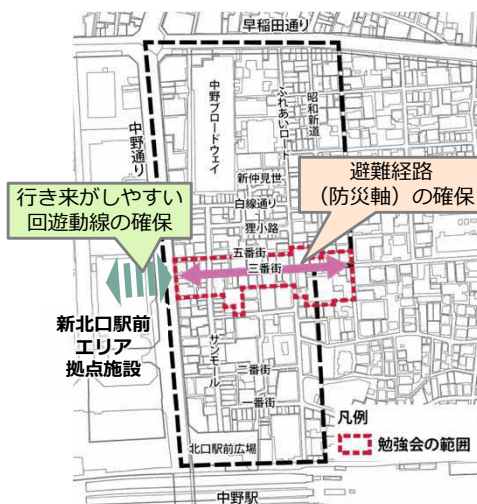 早稲田通り
中野通り
中野ブロードウェイ
ふれあいロード
昭和新道
新仲見世
白線通り
狸小路
五番街
三番街
行き来がしやすい
回遊動線の確保
避難経路
（防災軸）の確保
新北口駅前
エリア
拠点施設
サンモール
二番街
一番街
北口駅前広場
凡例
勉強会の範囲
中野駅